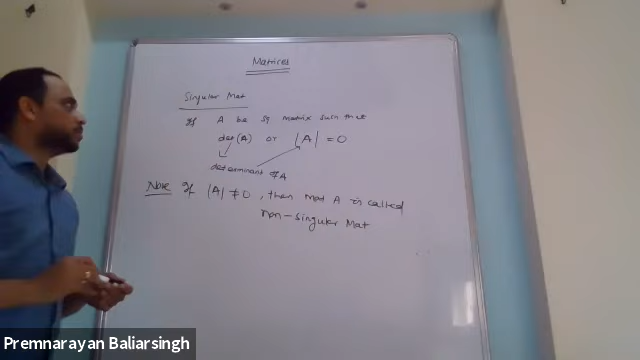 Matrices
Singular Mat
If A be sq matrix such that
det(A) or |A| = 0
determinant of A
Note If |A| ≠ 0, then mat A is called
non-singular Mat
Premnarayan Baliarsingh